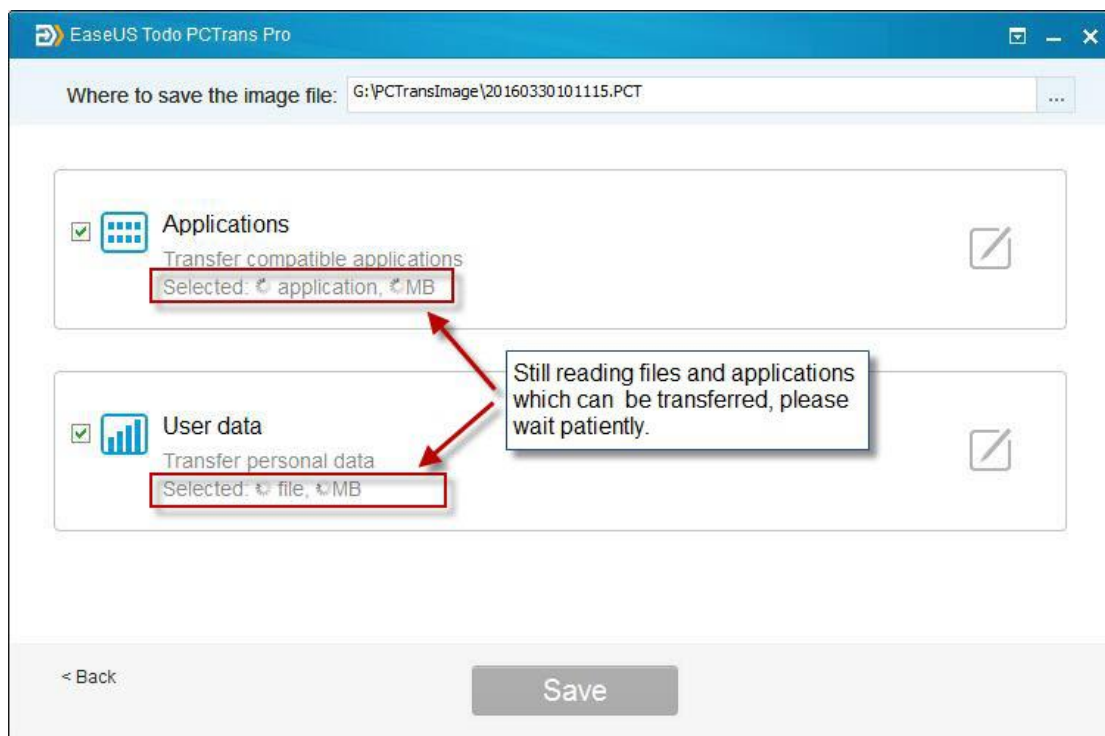 EaseUS Todo PCTrans Pro
Where to save the image file: G:\PCTransImage\20160330101115.PCT ...
Applications
Transfer compatible applications
Selected: application, MB
Still reading files and applications
which can be transferred, please
wait patiently.
User data
Transfer personal data
Selected: file, MB
< Back
Save